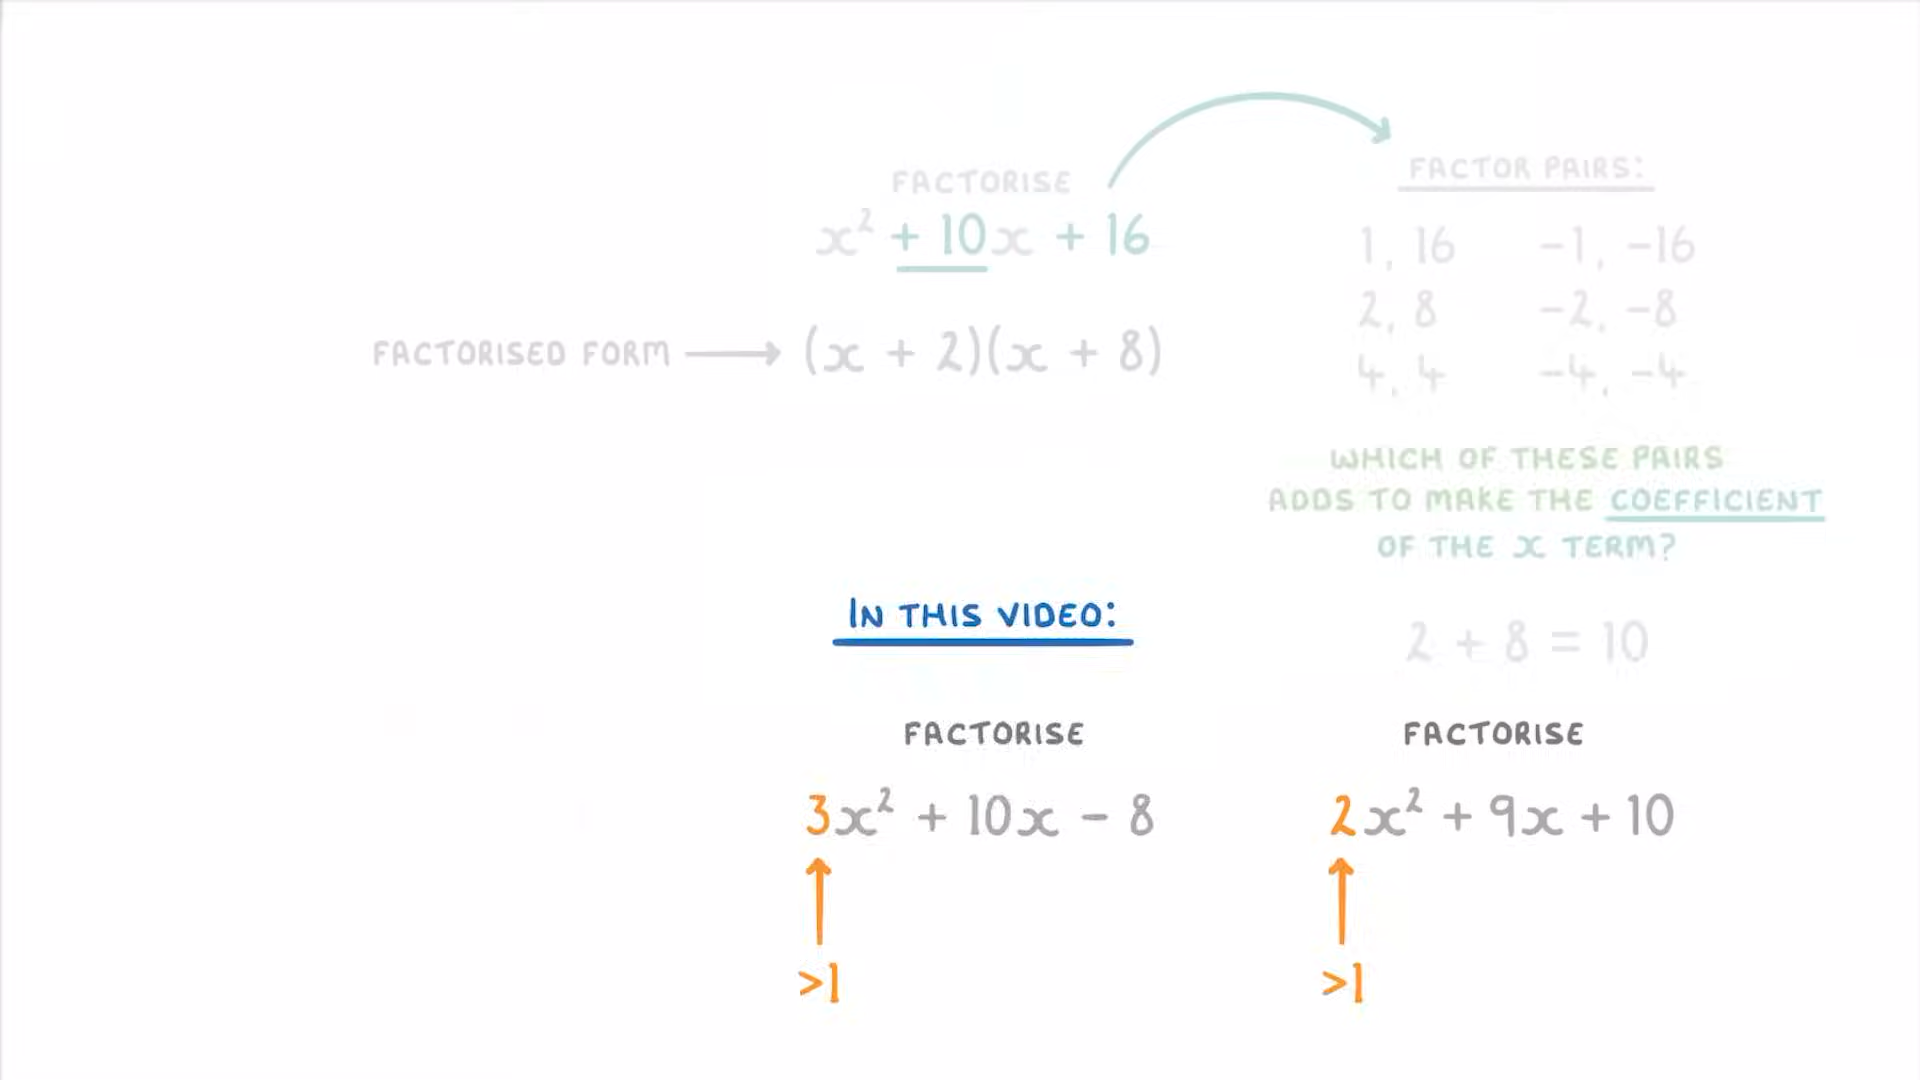 FACTORISE
x² + 10x + 16
FACTORISED FORM → (x + 2)(x + 8)
FACTOR PAIRS:
1, 16 −1, −16
2, 8 −2, −8
4, 4 −4, −4
WHICH OF THESE PAIRS
ADDS TO MAKE THE COEFFICIENT
OF THE x TERM?
2 + 8 = 10
IN THIS VIDEO:
FACTORISE
3x² + 10x − 8
>1
FACTORISE
2x² + 9x + 10
>1